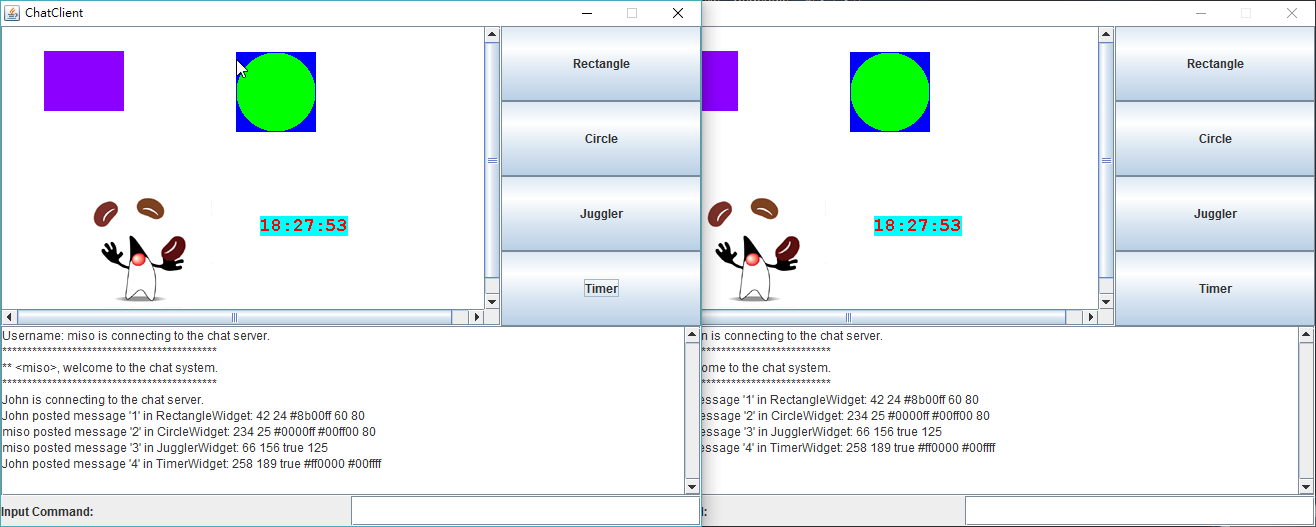 ChatClient
Rectangle
Circle
Juggler
Timer
18:27:53
Username: miso is connecting to the chat server.
*******************************************
** <miso>, welcome to the chat system.
*******************************************
John is connecting to the chat server.
John posted message '1' in RectangleWidget: 42 24 #8b00ff 60 80
miso posted message '2' in CircleWidget: 234 25 #0000ff #00ff00 80
miso posted message '3' in JugglerWidget: 66 156 true 125
John posted message '4' in TimerWidget: 258 189 true #ff0000 #00ffff
Input Command:
Rectangle
Circle
Juggler
Timer
18:27:53
is connecting to the chat server.
**************************
to the chat system.
**************************
'1' in RectangleWidget: 42 24 #8b00ff 60 80
'2' in CircleWidget: 234 25 #0000ff #00ff00 80
'3' in JugglerWidget: 66 156 true 125
'4' in TimerWidget: 258 189 true #ff0000 #00ffff